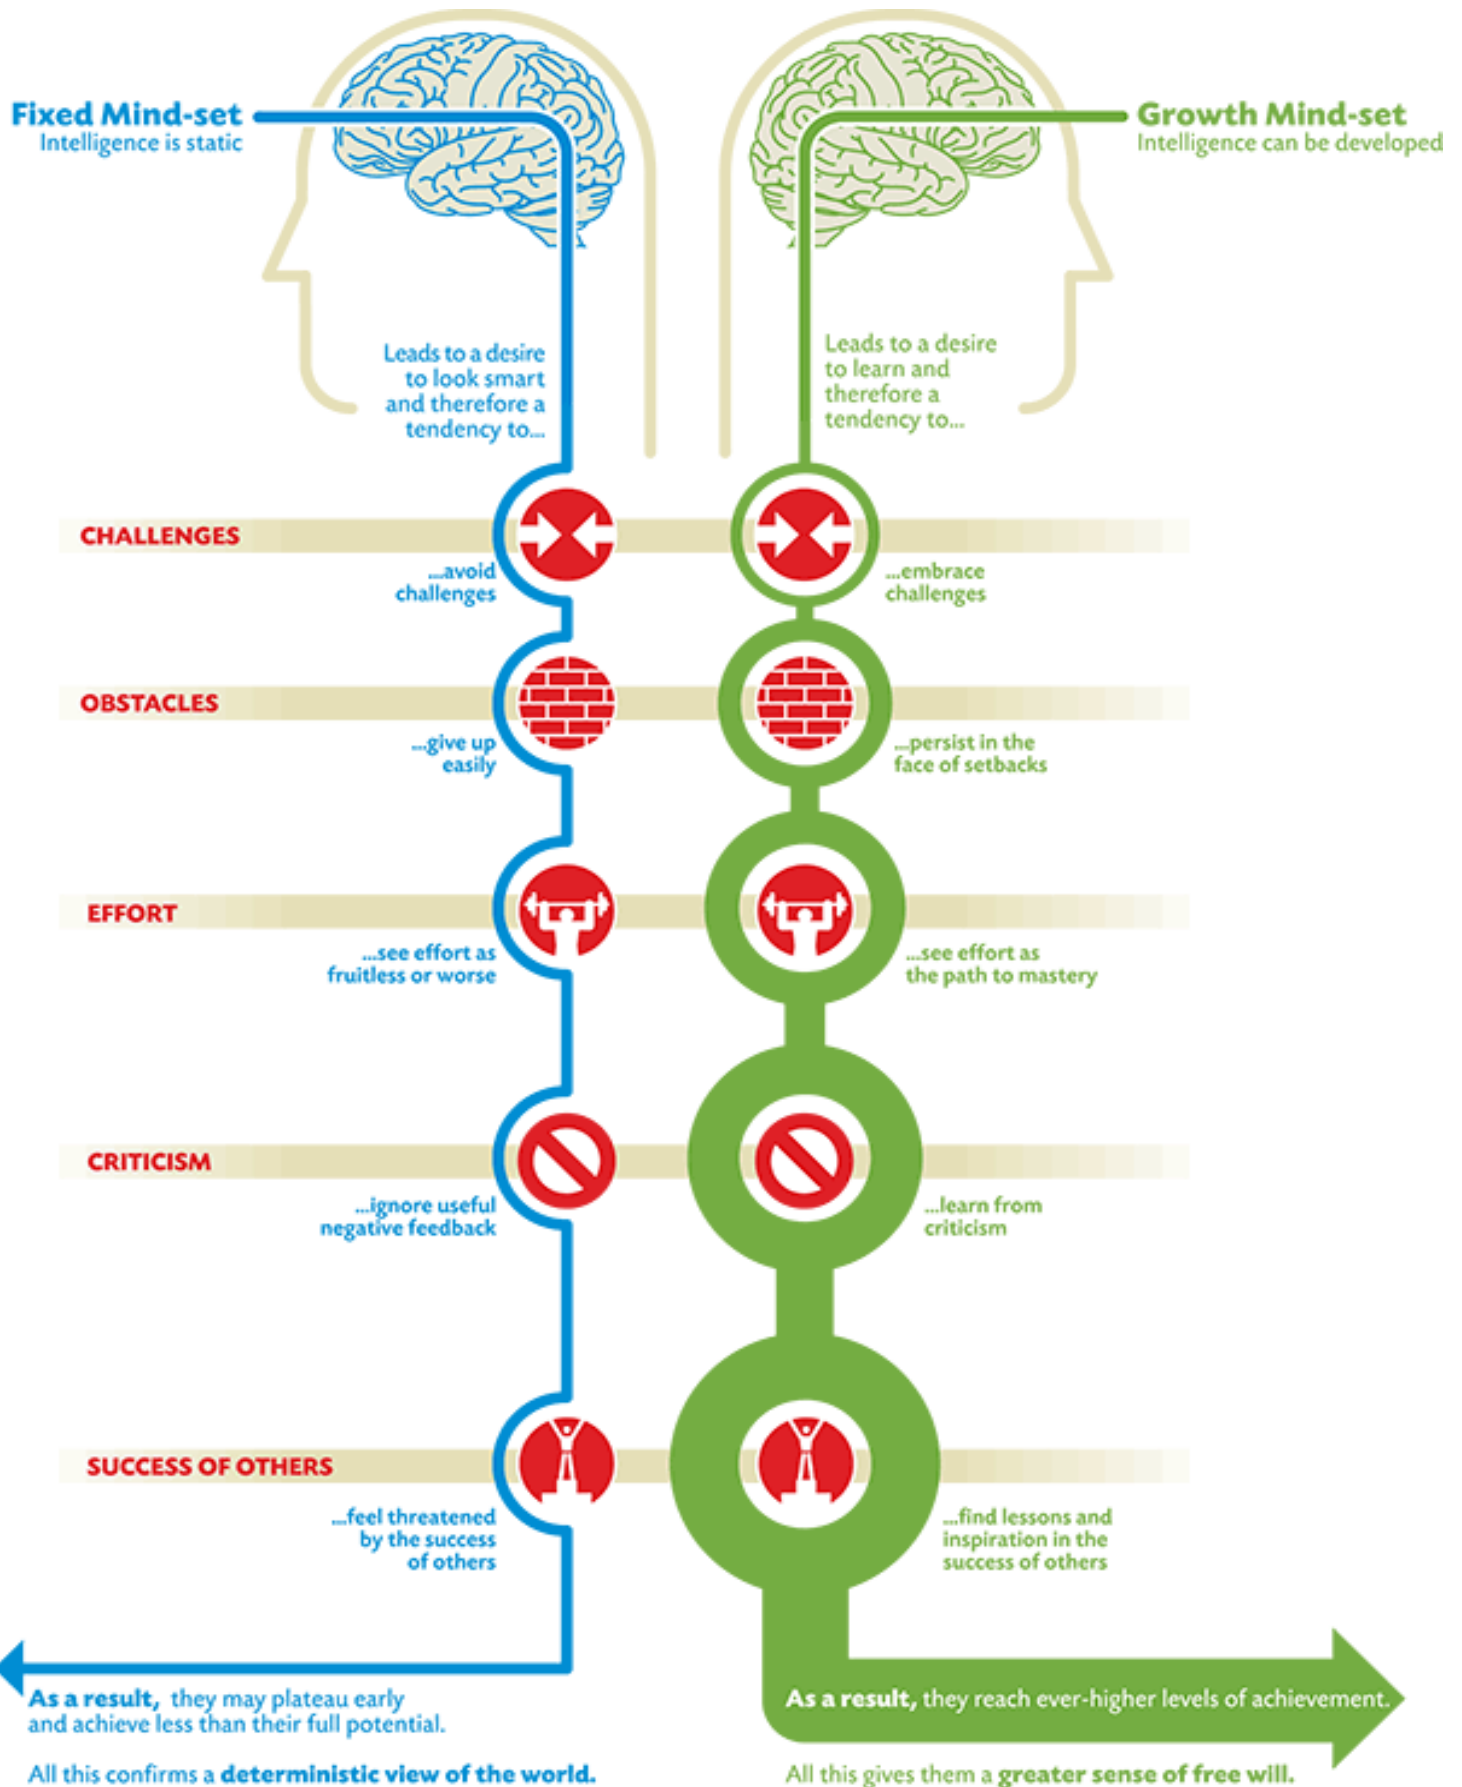 Fixed Mind-set
Intelligence is static
Growth Mind-set
Intelligence can be developed
Leads to a desire
to look smart
and therefore a
tendency to...
Leads to a desire
to learn and
therefore a
tendency to...
CHALLENGES
...avoid
challenges
...embrace
challenges
OBSTACLES
...give up
easily
...persist in the
face of setbacks
EFFORT
...see effort as
fruitless or worse
...see effort as
the path to mastery
CRITICISM
...ignore useful
negative feedback
...learn from
criticism
SUCCESS OF OTHERS
...feel threatened
by the success
of others
...find lessons and
inspiration in the
success of others
As a result, they may plateau early
and achieve less than their full potential.
All this confirms a deterministic view of the world.
As a result, they reach ever-higher levels of achievement.
All this gives them a greater sense of free will.